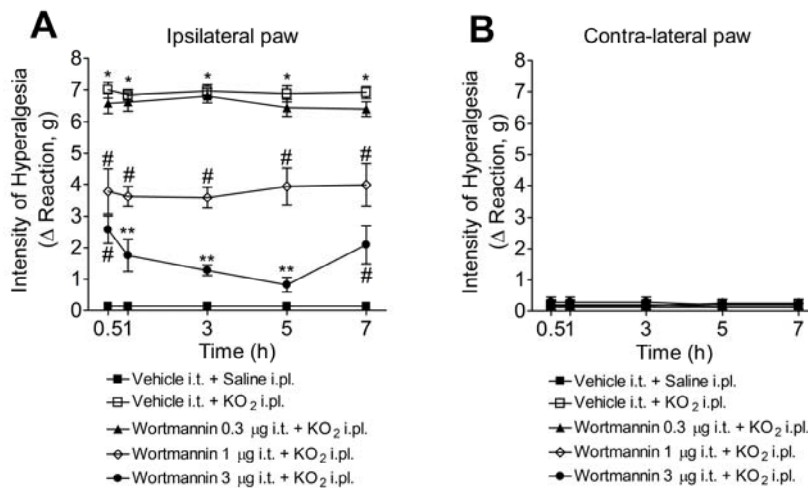 A
Ipsilateral paw
Intensity of Hyperalgesia
(Δ Reaction, g)
8
7
6
5
4
3
2
1
0
* * * * *
# # # # #
# ** ** ** #
0.51 3 5 7
Time (h)
Vehicle i.t. + Saline i.pl.
Vehicle i.t. + KO2 i.pl.
Wortmannin 0.3 μg i.t. + KO2 i.pl.
Wortmannin 1 μg i.t. + KO2 i.pl.
Wortmannin 3 μg i.t. + KO2 i.pl.
B
Contra-lateral paw
Intensity of Hyperalgesia
(Δ Reaction, g)
8
7
6
5
4
3
2
1
0
0.51 3 5 7
Time (h)
Vehicle i.t. + Saline i.pl.
Vehicle i.t. + KO2 i.pl.
Wortmannin 0.3 μg i.t. + KO2 i.pl.
Wortmannin 1 μg i.t. + KO2 i.pl.
Wortmannin 3 μg i.t. + KO2 i.pl.